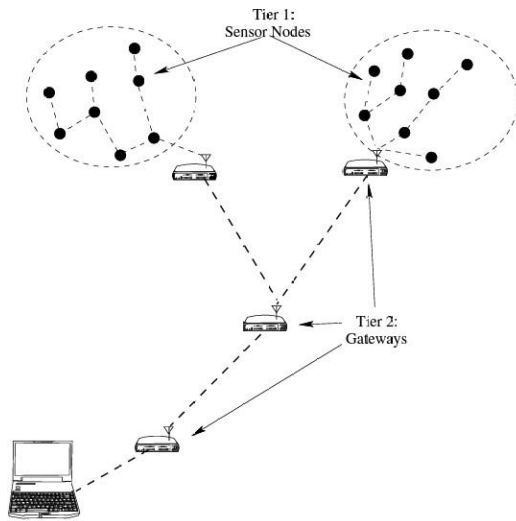 Tier 1:
Sensor Nodes
Tier 2:
Gateways